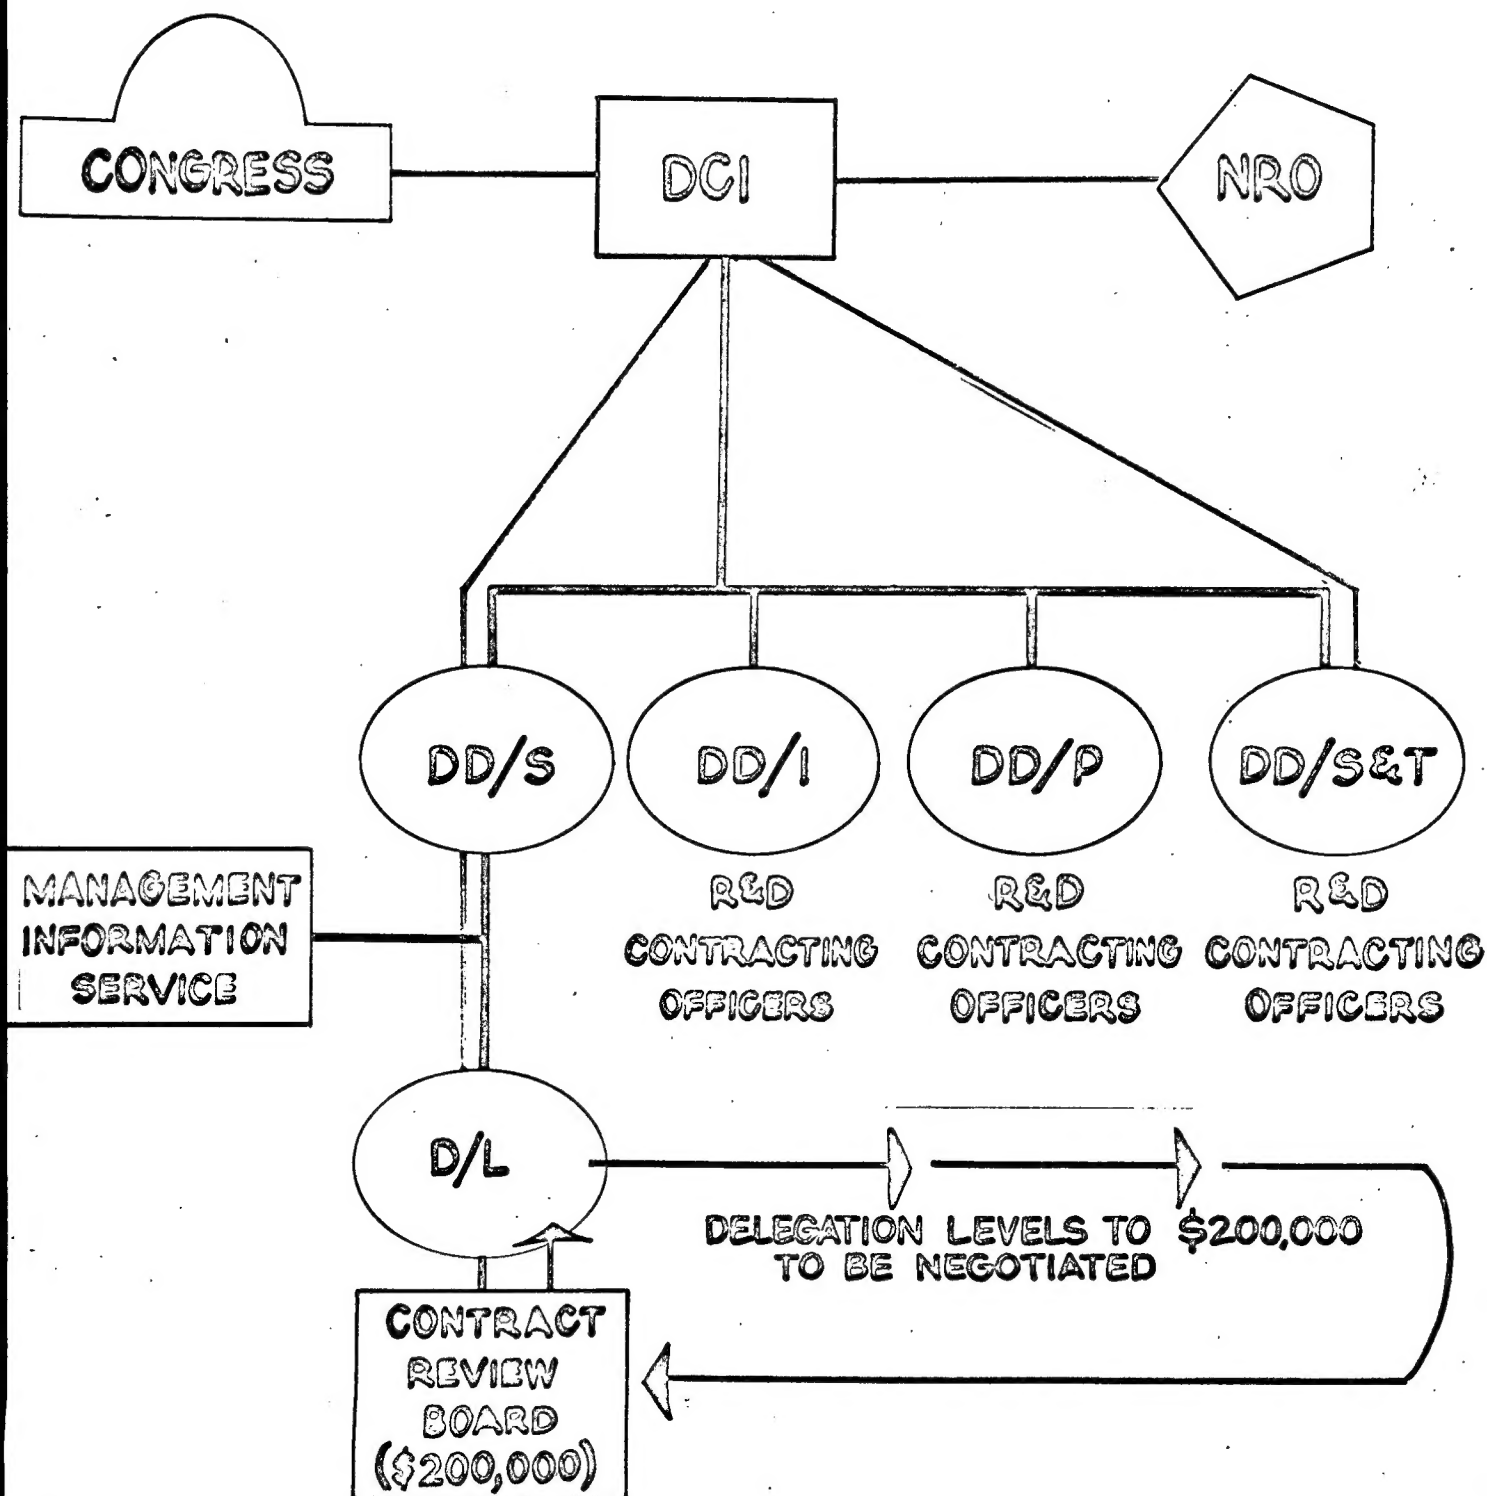 CONGRESS
DCI
NRO
DD/S
DD/I
DD/P
DD/S&T
MANAGEMENT
INFORMATION
SERVICE
R&D
CONTRACTING
OFFICERS
R&D
CONTRACTING
OFFICERS
R&D
CONTRACTING
OFFICERS
D/L
DELEGATION LEVELS TO $200,000
TO BE NEGOTIATED
CONTRACT
REVIEW
BOARD
($200,000)